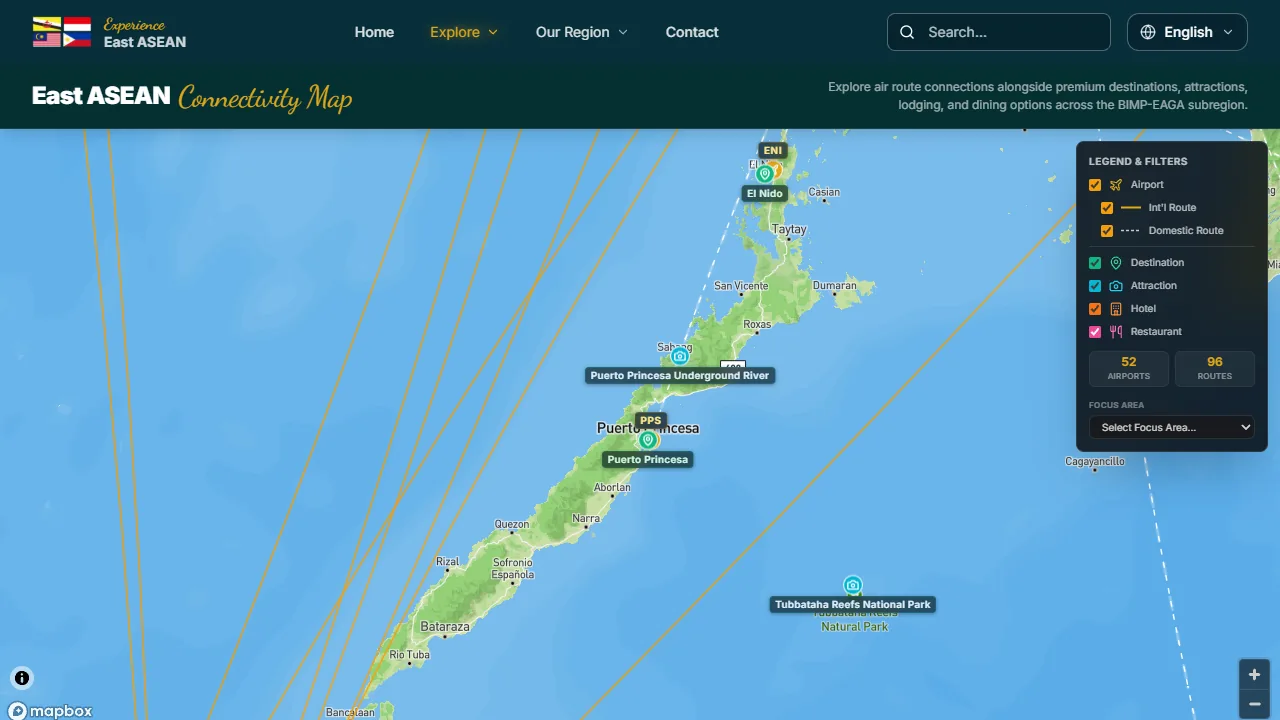 Experience
East ASEAN
Home
Explore
Our Region
Contact
Search...
English
East ASEAN Connectivity Map
Explore air route connections alongside premium destinations, attractions,
lodging, and dining options across the BIMP-EAGA subregion.
ENI
El Nido
Casian
Taytay
San Vicente
Dumaran
Roxas
Sabang
Puerto Princesa Underground River
PPS
Puerto Princesa
Puerto Princesa
Aborlan
Narra
Quezon
Rizal
Sofronio
Española
Bataraza
Rio Tuba
Bancalaan
Tubbataha Reefs National Park
Tubbataha Reefs
Natural Park
Cagayancillo
LEGEND & FILTERS
Airport
Int'l Route
Domestic Route
Destination
Attraction
Hotel
Restaurant
52
AIRPORTS
96
ROUTES
FOCUS AREA
Select Focus Area...
mapbox